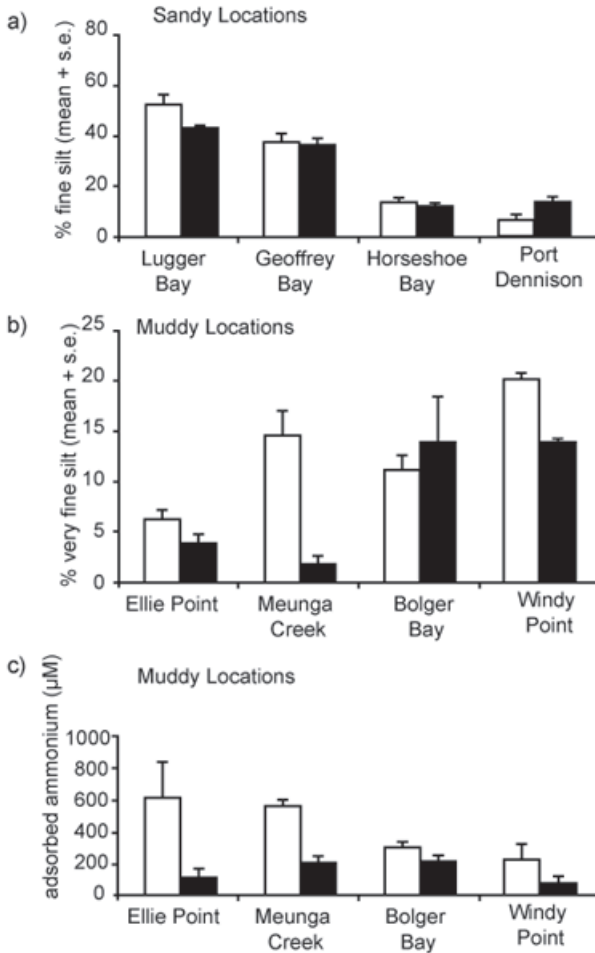 a)
Sandy Locations
% fine silt (mean + s.e.)
80
60
40
20
0
Lugger Bay
Geoffrey Bay
Horseshoe Bay
Port Dennison
b)
Muddy Locations
% very fine silt (mean + s.e.)
25
20
15
10
5
0
Ellie Point
Meunga Creek
Bolger Bay
Windy Point
c)
Muddy Locations
adsorbed ammonium (µM)
1000
800
600
400
200
0
Ellie Point
Meunga Creek
Bolger Bay
Windy Point